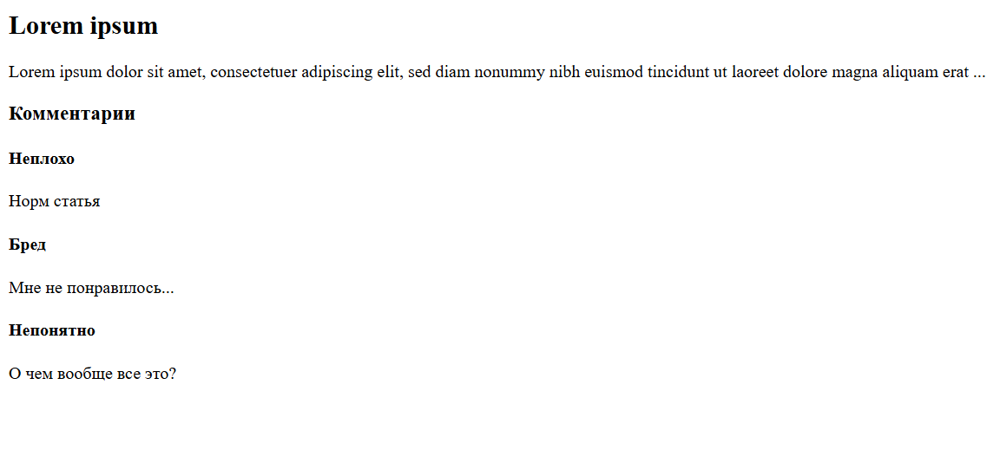 Lorem ipsum
Lorem ipsum dolor sit amet, consectetuer adipiscing elit, sed diam nonummy nibh euismod tincidunt ut laoreet dolore magna aliquam erat ...
Комментарии
Неплохо
Норм статья
Бред
Мне не понравилось...
Непонятно
О чем вообще все это?